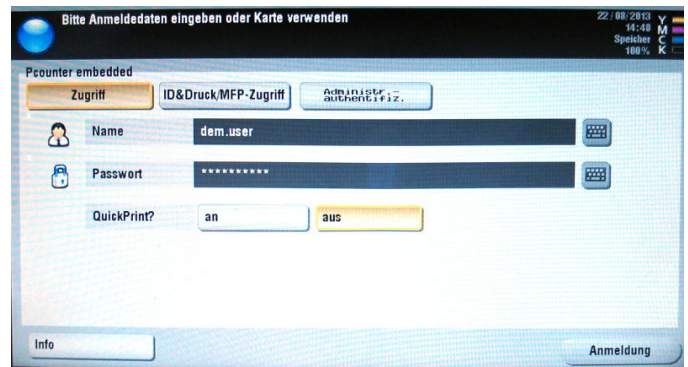 Bitte Anmeldedaten eingeben oder Karte verwenden
22/08/2013
14:48
Speicher
100%
Y
M
C
K
Pcounter embedded
Zugriff
ID&Druck/MFP-Zugriff
Administr.-
authentifiz.
Name
dem.user
Passwort
**********
QuickPrint?
an
aus
Info
Anmeldung